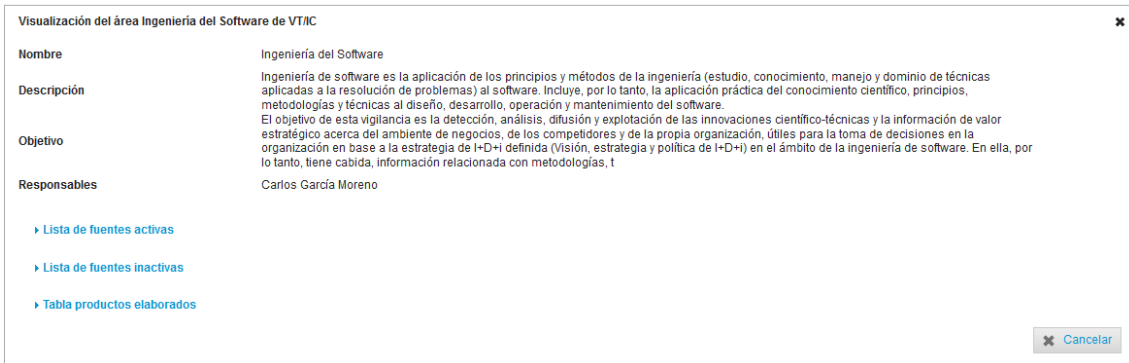 Visualización del área Ingeniería del Software de VT/IC
Nombre Ingeniería del Software
Descripción
Ingeniería de software es la aplicación de los principios y métodos de la ingeniería (estudio, conocimiento, manejo y dominio de técnicas
aplicadas a la resolución de problemas) al software. Incluye, por lo tanto, la aplicación práctica del conocimiento científico, principios,
metodologías y técnicas al diseño, desarrollo, operación y mantenimiento del software.
Objetivo
El objetivo de esta vigilancia es la detección, análisis, difusión y explotación de las innovaciones científico-técnicas y la información de valor
estratégico acerca del ambiente de negocios, de los competidores y de la propia organización, útiles para la toma de decisiones en la
organización en base a la estrategia de I+D+i definida (Visión, estrategia y política de I+D+i) en el ámbito de la ingeniería de software. En ella, por
lo tanto, tiene cabida, información relacionada con metodologías, t
Responsables Carlos García Moreno
Lista de fuentes activas
Lista de fuentes inactivas
Tabla productos elaborados
Cancelar